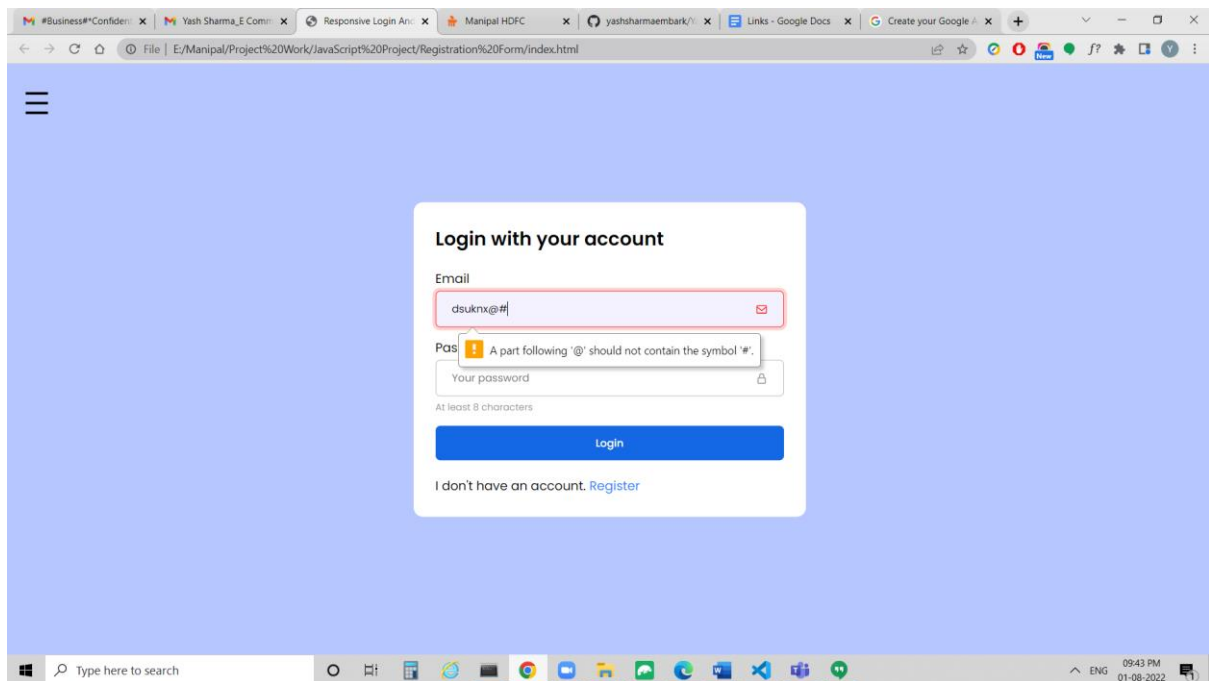 #Business#*Confident
Yash Sharma_E Comm
Responsive Login And
Manipal HDFC
yashsharmaembark/
Links - Google Docs
Create your Google A
File | E:/Manipal/Project%20Work/JavaScript%20Project/Registration%20Form/index.html
f?
New
Y
Login with your account
Email
dsuknx@#
A part following '@' should not contain the symbol '#'.
Pas
Your password
At least 8 characters
Login
I don't have an account. Register
Type here to search
ENG
09:43 PM
01-08-2022